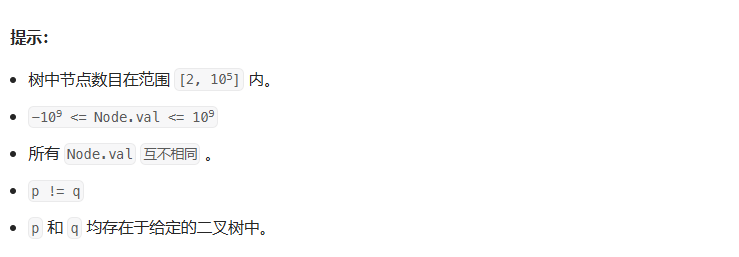 提示：
树中节点数目在范围 [2, 10⁵] 内。
-10⁹ <= Node.val <= 10⁹
所有 Node.val 互不相同 。
p != q
p 和 q 均存在于给定的二叉树中。